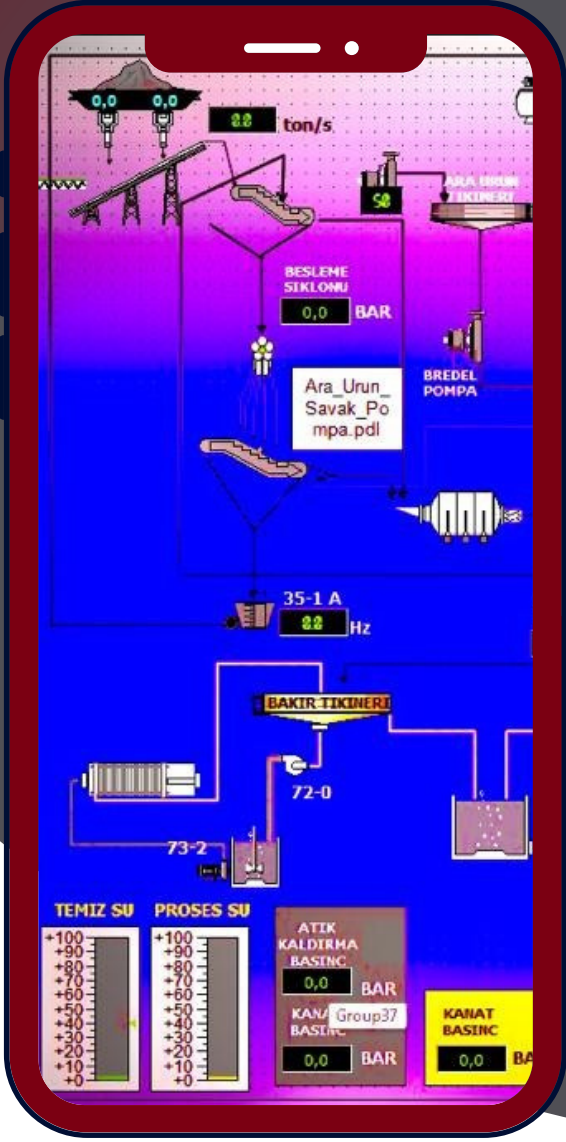 0,0 0,0
ton/s
ARA URUN
TIKINERI
BESLEME
SIKLONU
0,0 BAR
BREDEL
POMPA
Ara_Urun_
Savak_Po
mpa.pdl
35-1 A
Hz
BAKIR TIKINERI
72-0
73-2
TEMIZ SU
PROSES SU
+100
+90
+80
+70
+60
+50
+40
+30
+20
+10
+0
+100
+90
+80
+70
+60
+50
+40
+30
+20
+10
+0
ATIK
KALDIRMA
BASINC
0,0 BAR
Group37
BASINC
0,0 BAR
KANAT
BASINC
0,0